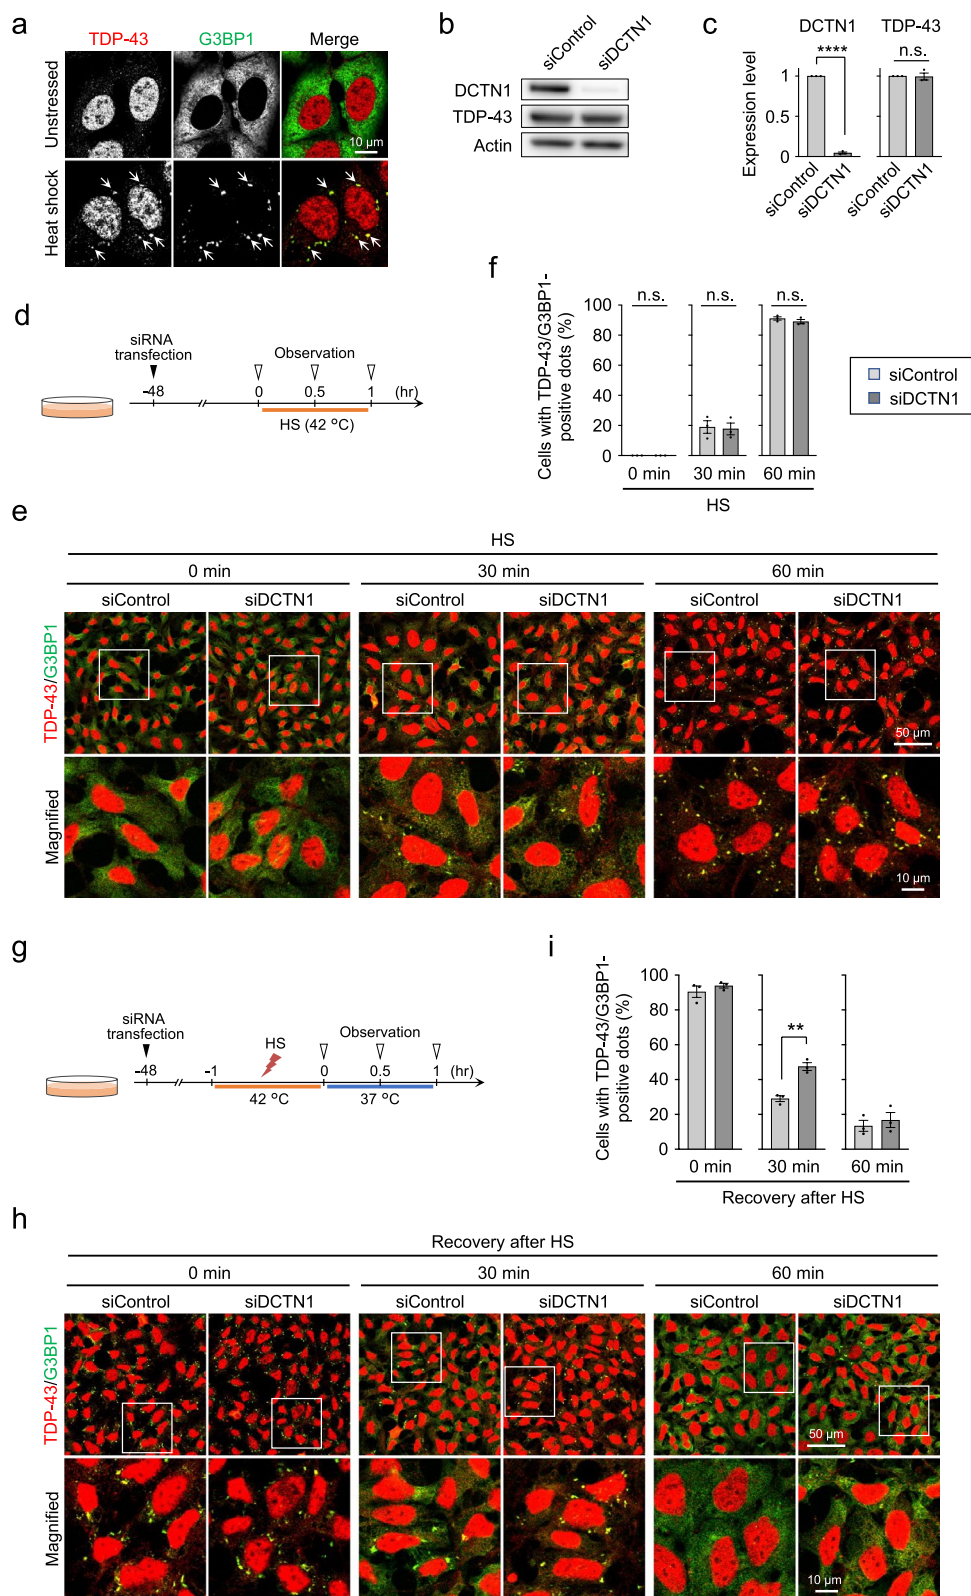 a
TDP-43 G3BP1 Merge
Unstressed
10 µm
Heat shock
b
siControl
siDCTN1
DCTN1
TDP-43
Actin
c
DCTN1 TDP-43
**** n.s.
Expression level
1
0.5
0
siControl
siDCTN1
siControl
siDCTN1
d
siRNA
transfection
Observation
-48 0 0.5 1 (hr)
HS (42 °C)
f
n.s. n.s. n.s.
Cells with TDP-43/G3BP1-
positive dots (%)
100
80
60
40
20
0
0 min 30 min 60 min
HS
siControl
siDCTN1
e
HS
0 min 30 min 60 min
siControl siDCTN1 siControl siDCTN1 siControl siDCTN1
TDP-43/G3BP1
50 µm
Magnified
10 µm
g
siRNA
transfection
HS
Observation
-48 -1 0 0.5 1 (hr)
42 °C 37 °C
i
Cells with TDP-43/G3BP1-
positive dots (%)
100
80
60
40
20
0
**
0 min 30 min 60 min
Recovery after HS
h
Recovery after HS
0 min 30 min 60 min
siControl siDCTN1 siControl siDCTN1 siControl siDCTN1
TDP-43/G3BP1
50 µm
Magnified
10 µm